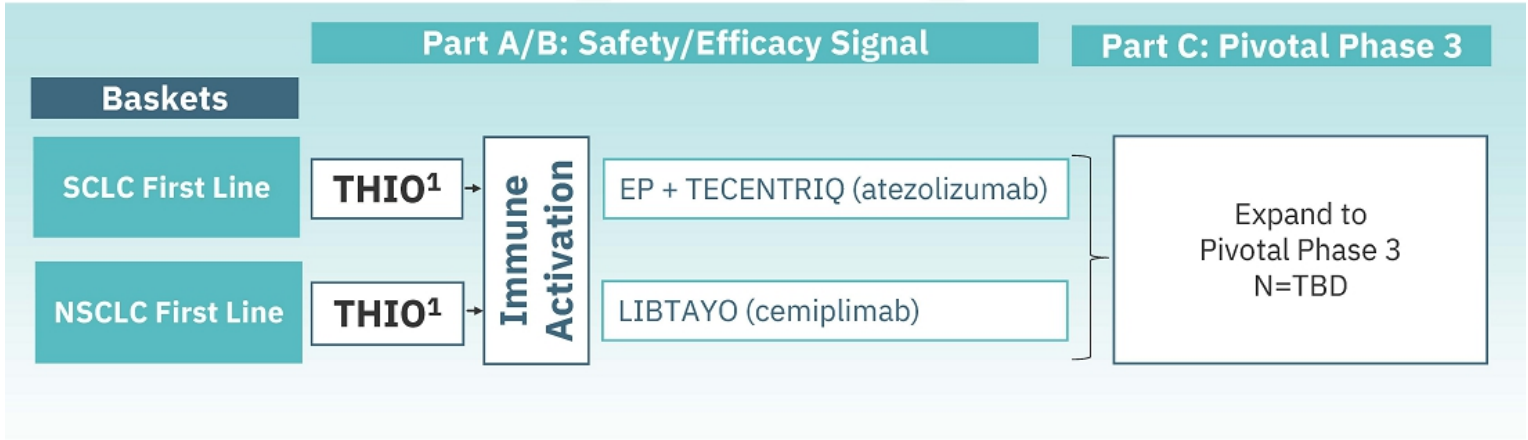 Part A/B: Safety/Efficacy Signal
Part C: Pivotal Phase 3
Baskets
SCLC First Line
THIO¹
Immune
Activation
EP + TECENTRIQ (atezolizumab)
Expand to
Pivotal Phase 3
N=TBD
NSCLC First Line
THIO¹
LIBTAYO (cemiplimab)